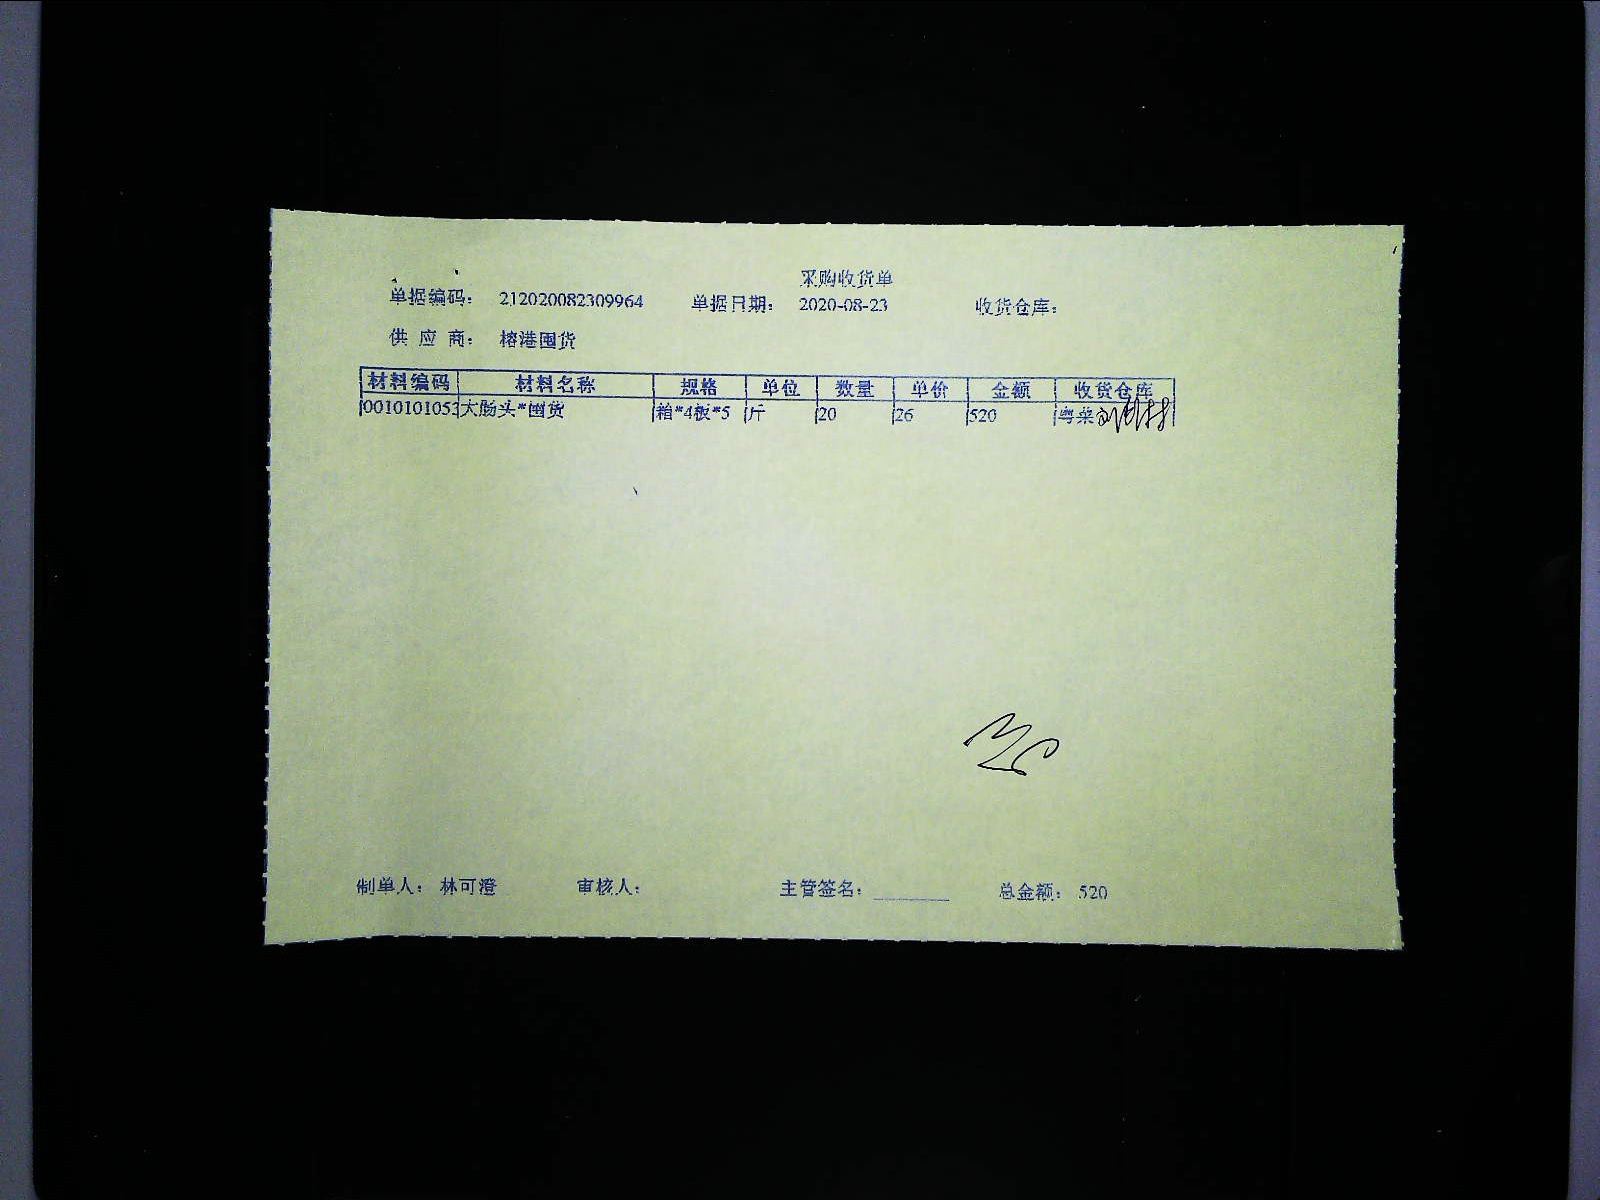 采购收货单
单据编码： 212020082309964 单据日期： 2020-08-23 收货仓库：
供 应 商： 榕港囤货
材料编码 材料名称 规格 单位 数量 单价 金额 收货仓库
0010101053 大肠头*囤货 箱*4板*5 斤 20 26 520 粤菜
制单人： 林可澄 审核人： 主管签名： 总金额： 520